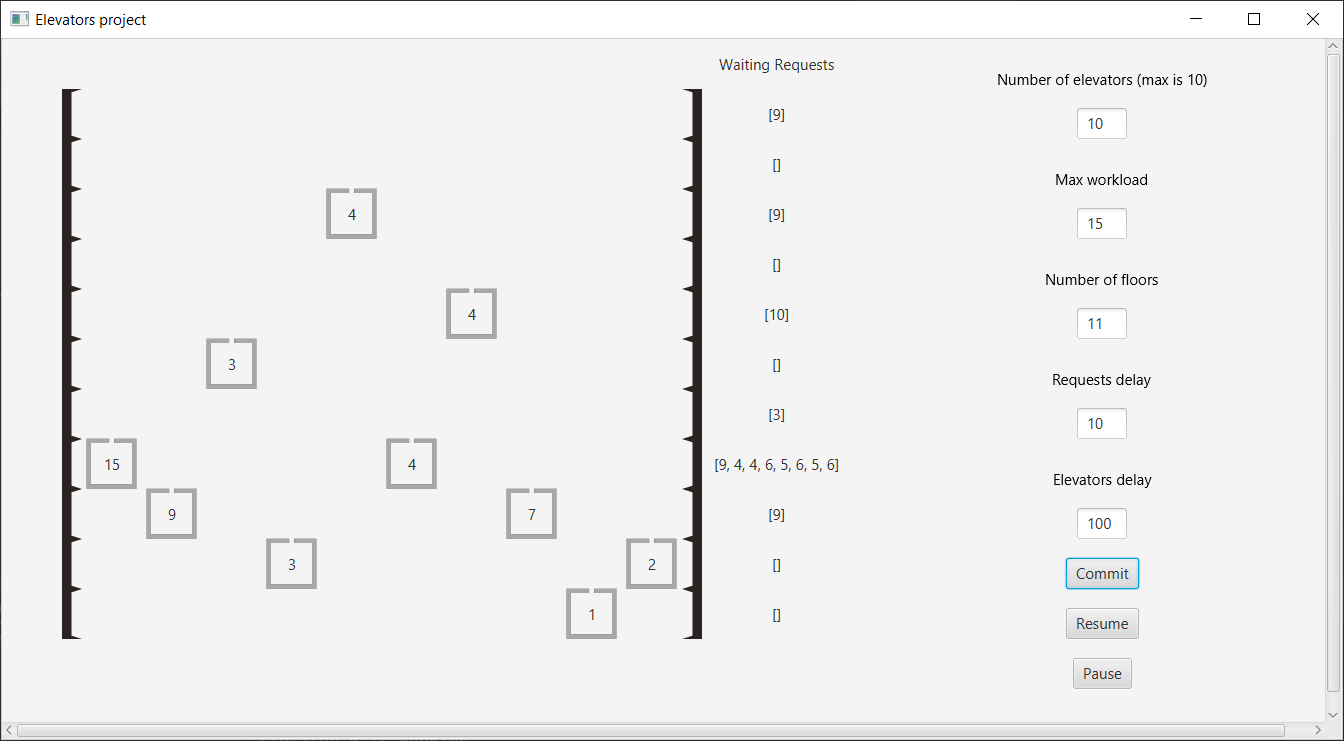 Elevators project
Waiting Requests
[9]
[]
[9]
[]
[10]
[]
[3]
[9, 4, 4, 6, 5, 6, 5, 6]
[9]
[]
[]
4
4
3
15
4
9
7
3
2
1
Number of elevators (max is 10)
10
Max workload
15
Number of floors
11
Requests delay
10
Elevators delay
100
Commit
Resume
Pause